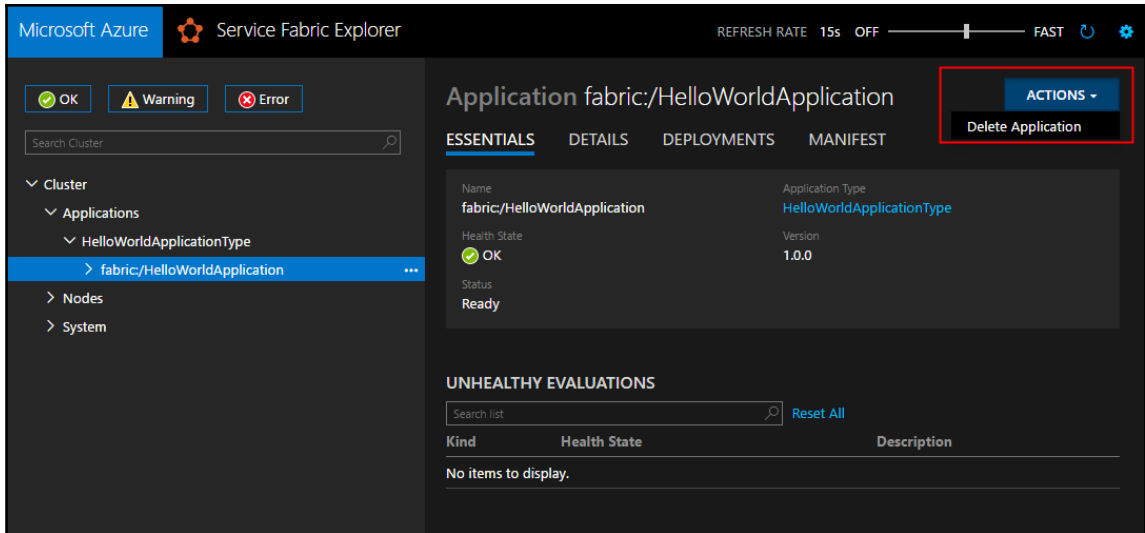 Microsoft Azure
Service Fabric Explorer
REFRESH RATE 15s OFF FAST
OK
Warning
Error
Search Cluster
Cluster
Applications
HelloWorldApplicationType
fabric:/HelloWorldApplication
Nodes
System
Application fabric:/HelloWorldApplication
ACTIONS
Delete Application
ESSENTIALS DETAILS DEPLOYMENTS MANIFEST
Name
fabric:/HelloWorldApplication
Application Type
HelloWorldApplicationType
Health State
OK
Version
1.0.0
Status
Ready
UNHEALTHY EVALUATIONS
Search list
Reset All
Kind Health State Description
No items to display.